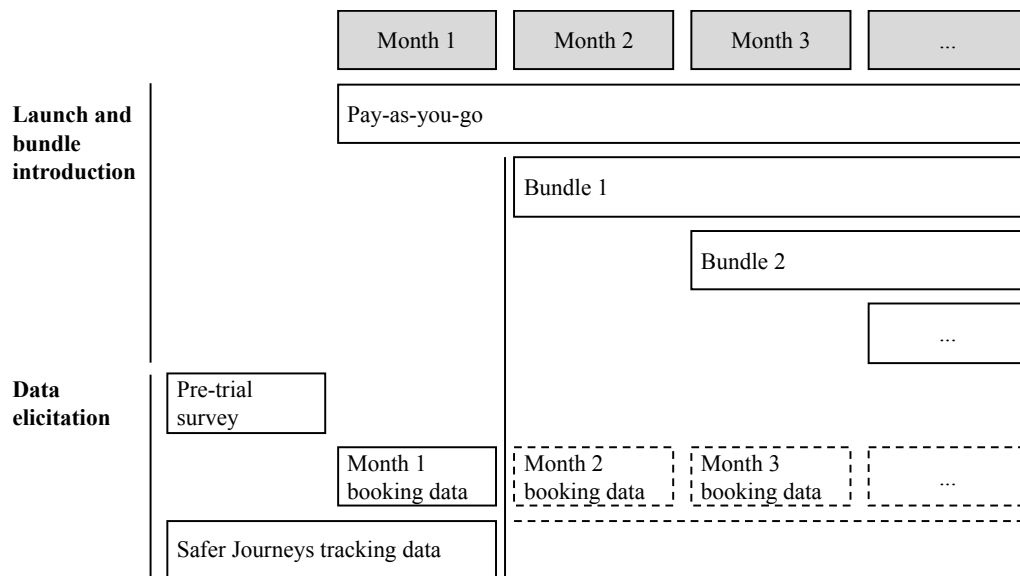 Month 1
Month 2
Month 3
...
Launch and
bundle
introduction
Pay-as-you-go
Bundle 1
Bundle 2
...
Data
elicitation
Pre-trial
survey
Month 1
booking data
Month 2
booking data
Month 3
booking data
...
Safer Journeys tracking data